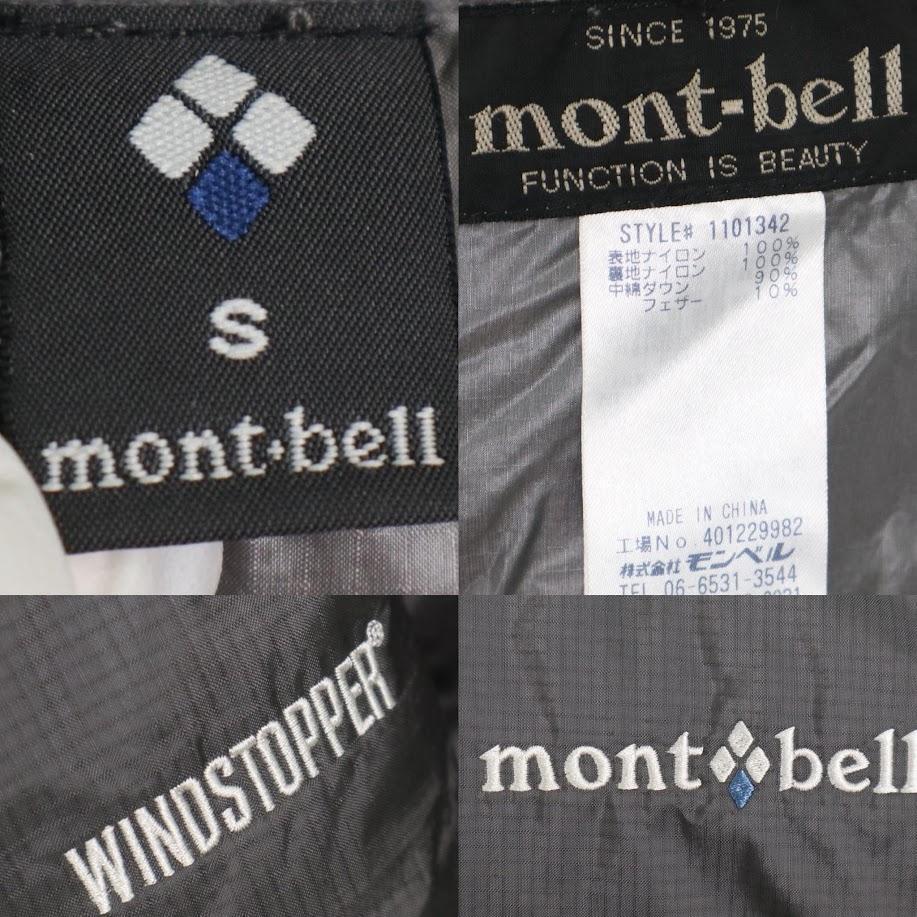 S
mont-bell
SINCE 1975
mont-bell
FUNCTION IS BEAUTY
STYLE# 1101342
表地ナイロン 100%
裏地ナイロン 100%
中綿ダウン 90%
フェザー 10%
MADE IN CHINA
工場No.401229982
株式会社モンベル
TEL 06-6531-3544
WINDSTOPPER®
mont bell